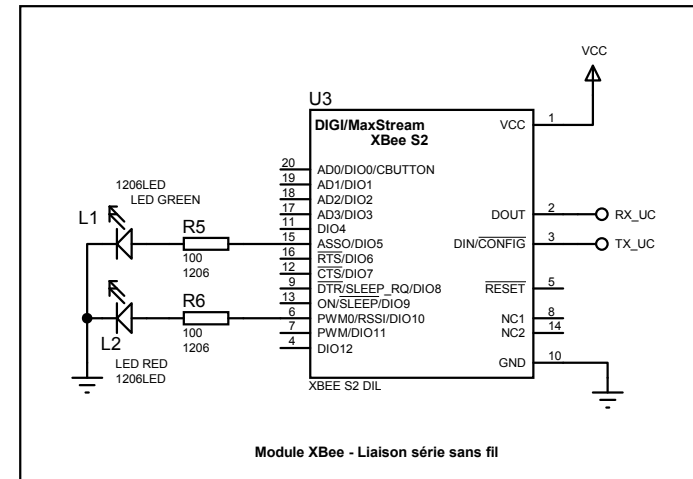 VCC
U3
DIGI/MaxStream
XBee S2
VCC
1
20
AD0/DIO0/CBUTTON
19
AD1/DIO1
18
AD2/DIO2
17
AD3/DIO3
11
DIO4
15
ASSO/DIO5
16
RTS/DIO6
12
CTS/DIO7
9
DTR/SLEEP_RQ/DIO8
13
ON/SLEEP/DIO9
6
PWM0/RSSI/DIO10
7
PWM/DIO11
4
DIO12
DOUT
2
RX_UC
DIN/CONFIG
3
TX_UC
RESET
5
NC1
8
NC2
14
GND
10
XBEE S2 DIL
1206LED
LED GREEN
L1
R5
100
1206
R6
100
1206
L2
LED RED
1206LED
Module XBee - Liaison série sans fil